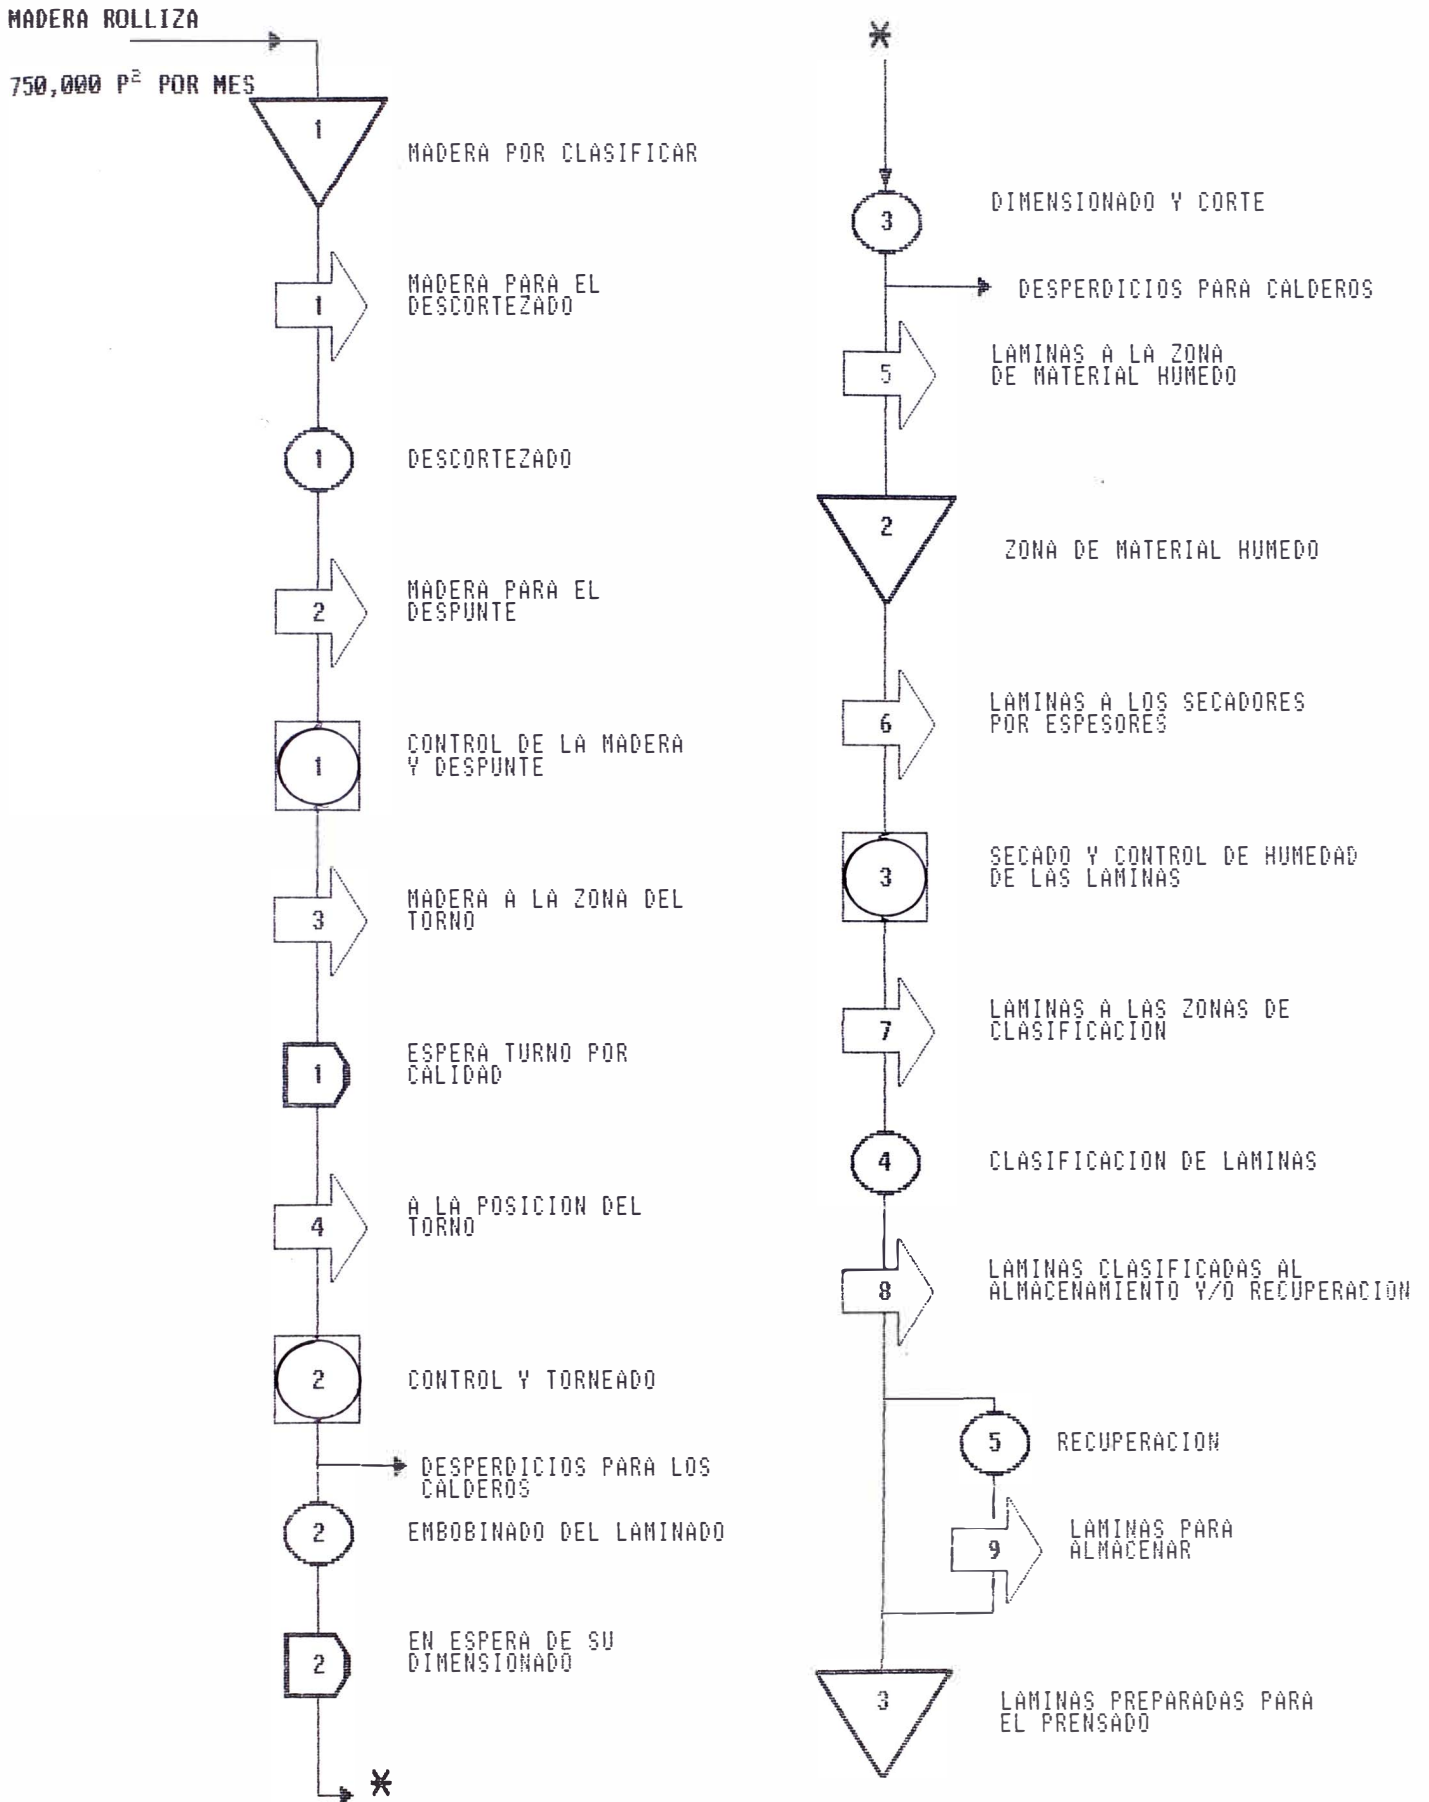 MADERA ROLLIZA
750,000 P² POR MES
1
MADERA POR CLASIFICAR
1
MADERA PARA EL
DESCORTEZADO
1
DESCORTEZADO
2
MADERA PARA EL
DESPUNTE
1
CONTROL DE LA MADERA
Y DESPUNTE
3
MADERA A LA ZONA DEL
TORNO
1
ESPERA TURNO POR
CALIDAD
4
A LA POSICION DEL
TORNO
2
CONTROL Y TORNEADO
DESPERDICIOS PARA LOS
CALDEROS
2
EMBOBINADO DEL LAMINADO
2
EN ESPERA DE SU
DIMENSIONADO
*
*
3
DIMENSIONADO Y CORTE
DESPERDICIOS PARA CALDEROS
5
LAMINAS A LA ZONA
DE MATERIAL HUMEDO
2
ZONA DE MATERIAL HUMEDO
6
LAMINAS A LOS SECADORES
POR ESPESORES
3
SECADO Y CONTROL DE HUMEDAD
DE LAS LAMINAS
7
LAMINAS A LAS ZONAS DE
CLASIFICACION
4
CLASIFICACION DE LAMINAS
8
LAMINAS CLASIFICADAS AL
ALMACENAMIENTO Y/O RECUPERACION
5
RECUPERACION
9
LAMINAS PARA
ALMACENAR
3
LAMINAS PREPARADAS PARA
EL PRENSADO